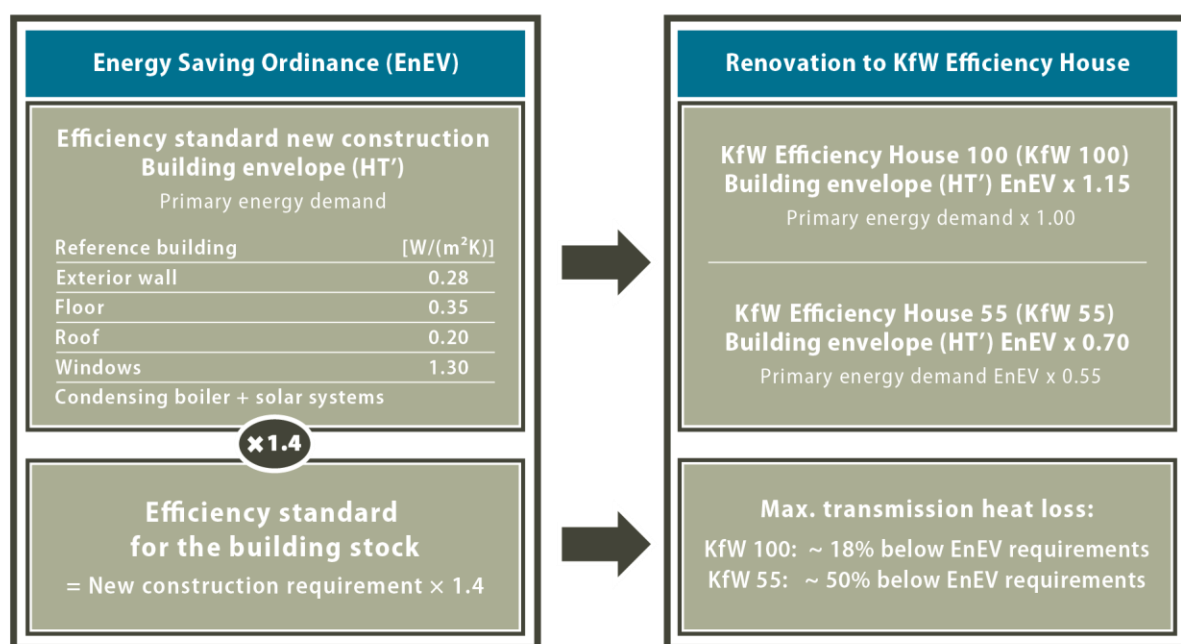 Energy Saving Ordinance (EnEV)
Efficiency standard new construction
Building envelope (HT’)
Primary energy demand
Reference building [W/(m²K)]
Exterior wall 0.28
Floor 0.35
Roof 0.20
Windows 1.30
Condensing boiler + solar systems
×1.4
Efficiency standard
for the building stock
= New construction requirement × 1.4
Renovation to KfW Efficiency House
KfW Efficiency House 100 (KfW 100)
Building envelope (HT’) EnEV x 1.15
Primary energy demand x 1.00
KfW Efficiency House 55 (KfW 55)
Building envelope (HT’) EnEV x 0.70
Primary energy demand EnEV x 0.55
Max. transmission heat loss:
KfW 100: ~ 18% below EnEV requirements
KfW 55: ~ 50% below EnEV requirements